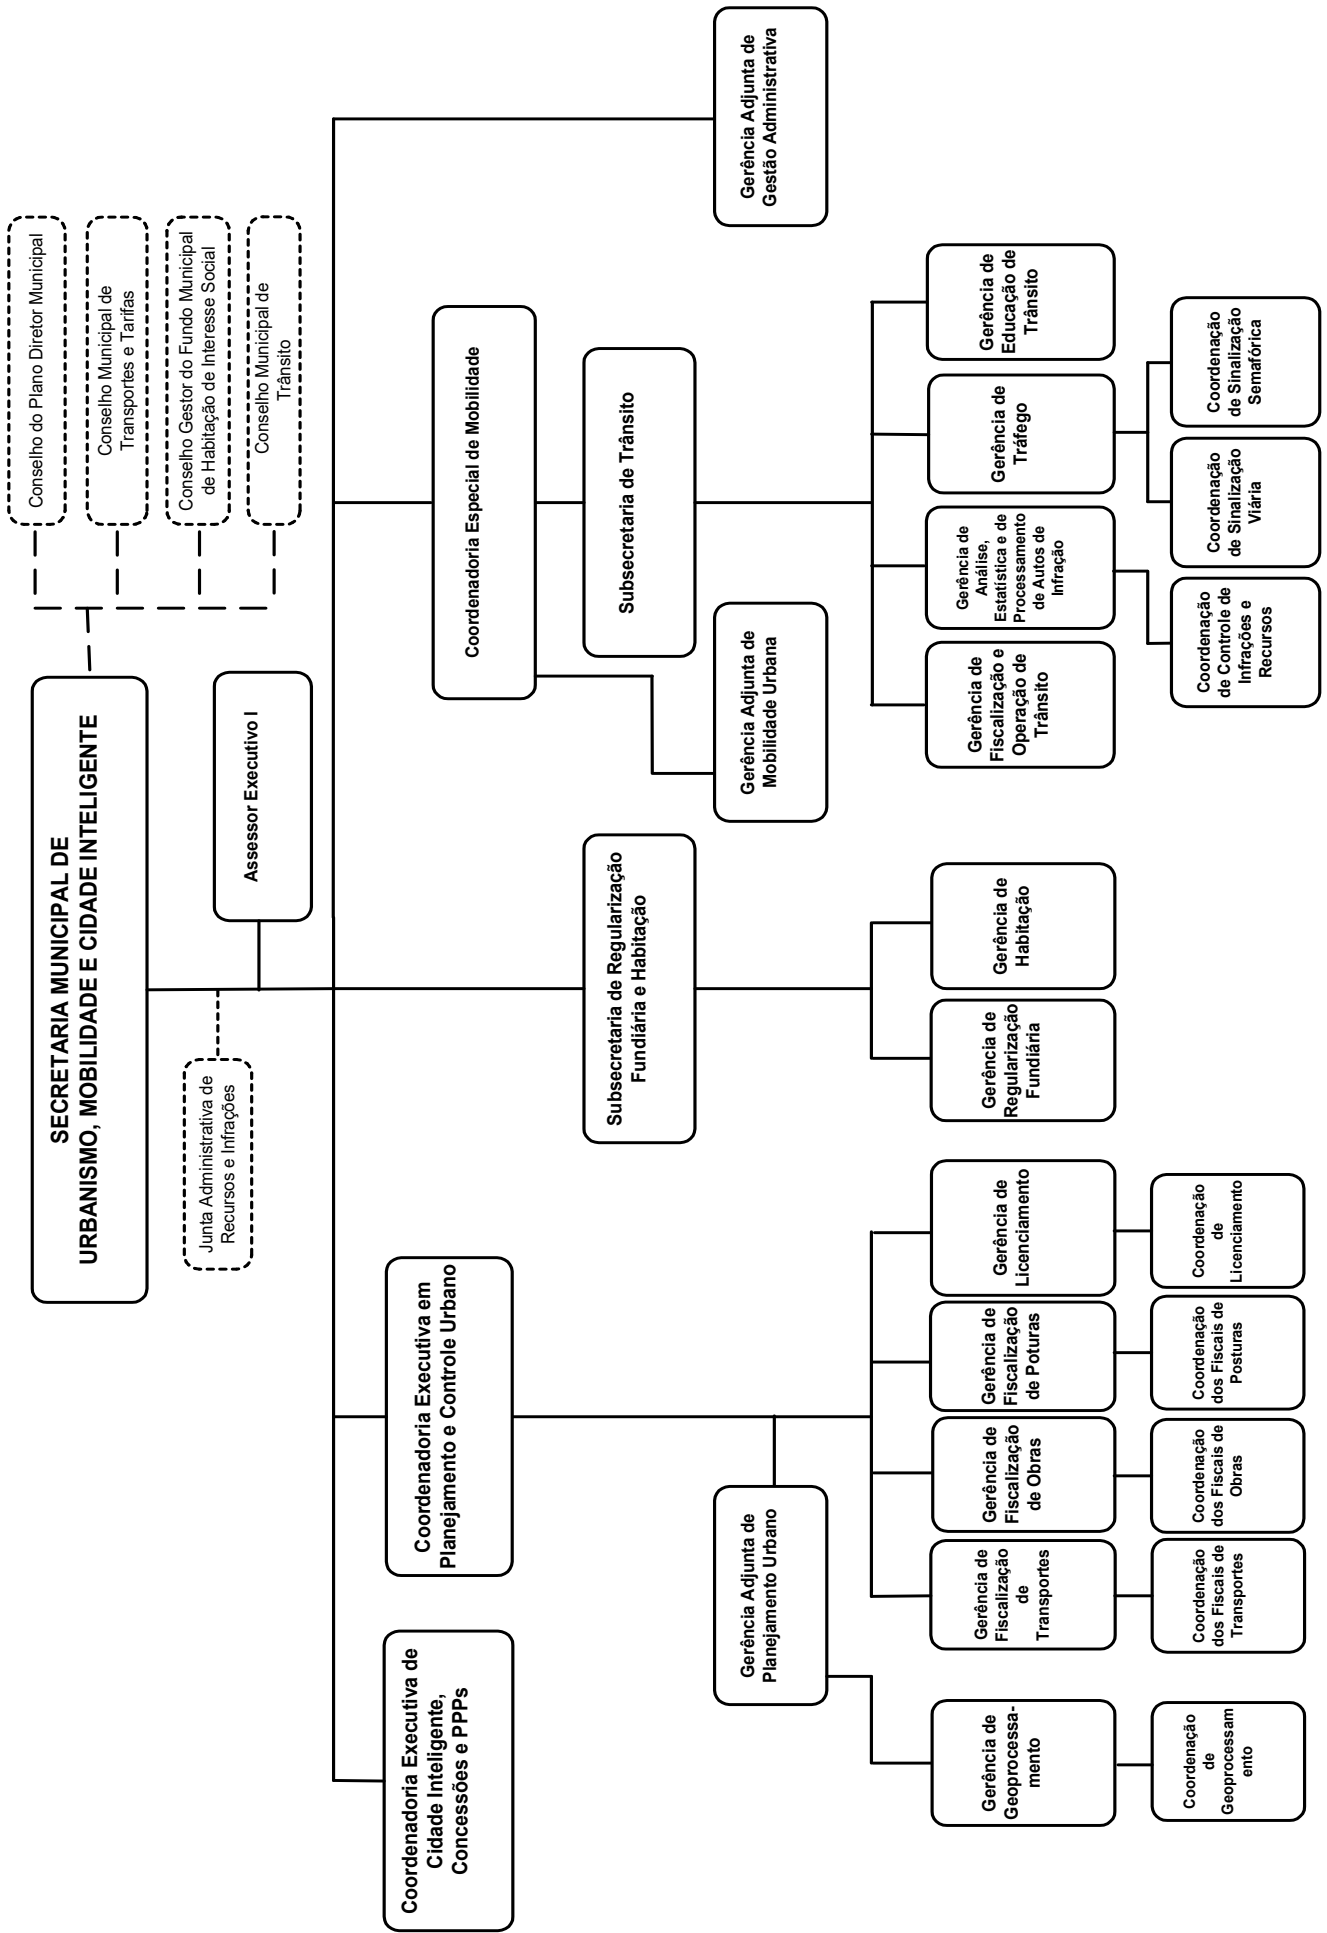 SECRETARIA MUNICIPAL DE
URBANISMO, MOBILIDADE E CIDADE INTELIGENTE
Conselho do Plano Diretor Municipal
Conselho Municipal de
Transportes e Tarifas
Conselho Gestor do Fundo Municipal
de Habitação de Interesse Social
Conselho Municipal de
Trânsito
Junta Administrativa de
Recursos e Infrações
Assessor Executivo I
Coordenadoria Executiva de
Cidade Inteligente,
Concessões e PPPs
Coordenadoria Executiva em
Planejamento e Controle Urbano
Coordenadoria Especial de Mobilidade
Subsecretaria de Regularização
Fundiária e Habitação
Subsecretaria de Trânsito
Gerência Adjunta de
Planejamento Urbano
Gerência Adjunta de
Mobilidade Urbana
Gerência Adjunta de
Gestão Administrativa
Gerência de
Geoprocessa-
mento
Gerência de
Fiscalização
de
Transportes
Gerência de
Fiscalização
de Obras
Gerência de
Fiscalização
de Poturas
Gerência de
Licenciamento
Gerência de
Regularização
Fundiária
Gerência de
Habitação
Gerência de
Fiscalização e
Operação de
Trânsito
Gerência de
Análise,
Estatística e de
Processamento
de Autos de
Infração
Gerência de
Tráfego
Gerência de
Educação de
Trânsito
Coordenação
de
Geoprocessam
ento
Coordenação
dos Fiscais de
Transportes
Coordenação
dos Fiscais de
Obras
Coordenação
dos Fiscais de
Posturas
Coordenação
de
Licenciamento
Coordenação
de Controle de
Infrações e
Recursos
Coordenação
de Sinalização
Viária
Coordenação
de Sinalização
Semafórica